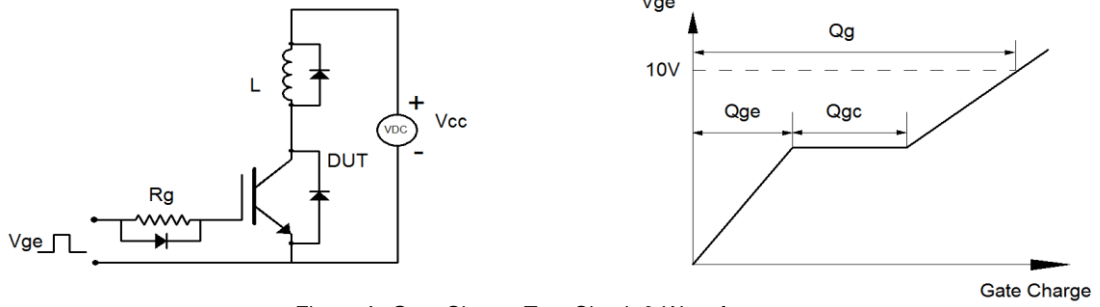 L
+
VDC
-
Vcc
DUT
Rg
Vge
Vge
Qg
10V
Qge
Qgc
Gate Charge